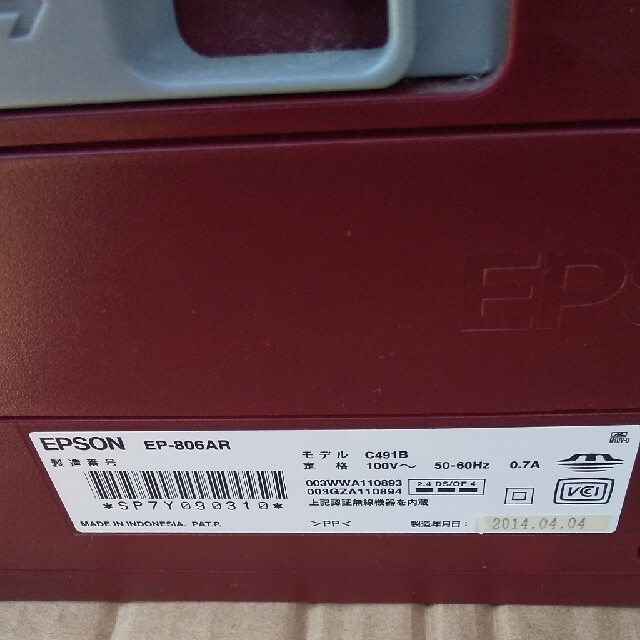 EPS
EPSON EP-806AR
製造番号
*SP7Y090310*
MADE IN INDONESIA. PAT.P.
モデル C491B
定格 100V～ 50-60Hz 0.7A
003WWA110893
003GZA110894
2.4 DS/OF 4
上記認証無線機器を内蔵
>PP<
製造年月日: 2014.04.04
VCI